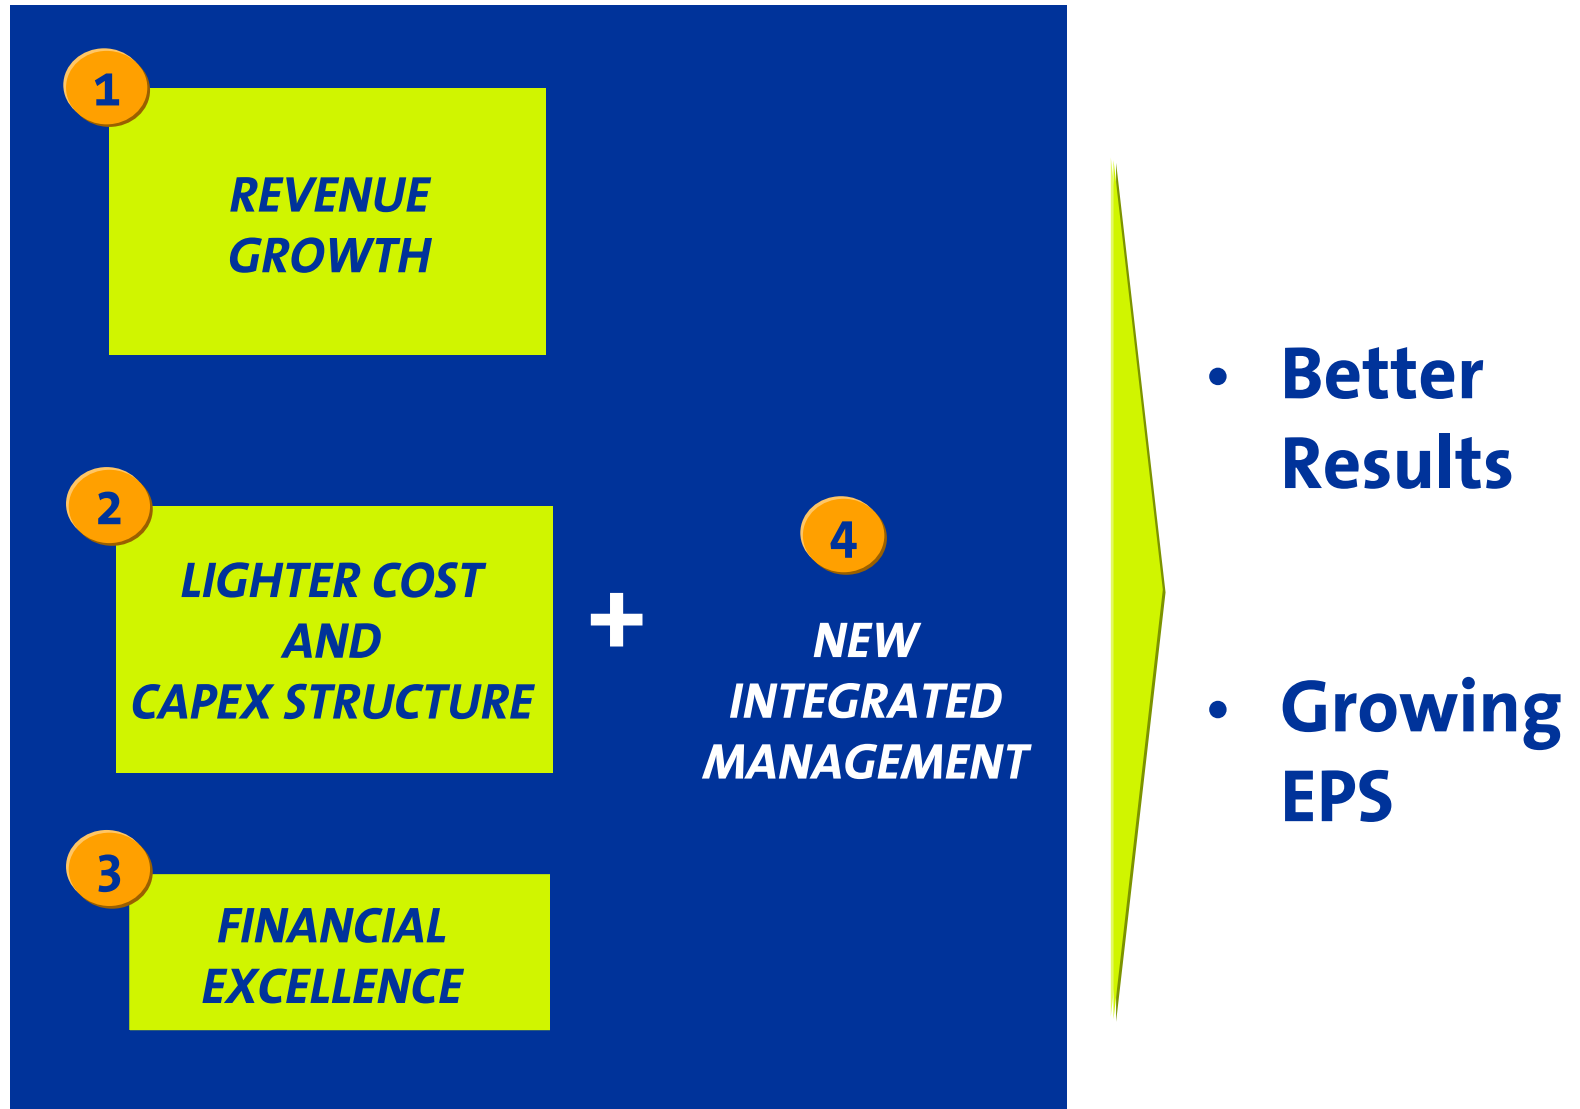 1
REVENUE
GROWTH
2
LIGHTER COST
AND
CAPEX STRUCTURE
3
FINANCIAL
EXCELLENCE
+
4
NEW
INTEGRATED
MANAGEMENT
• Better
Results
• Growing
EPS